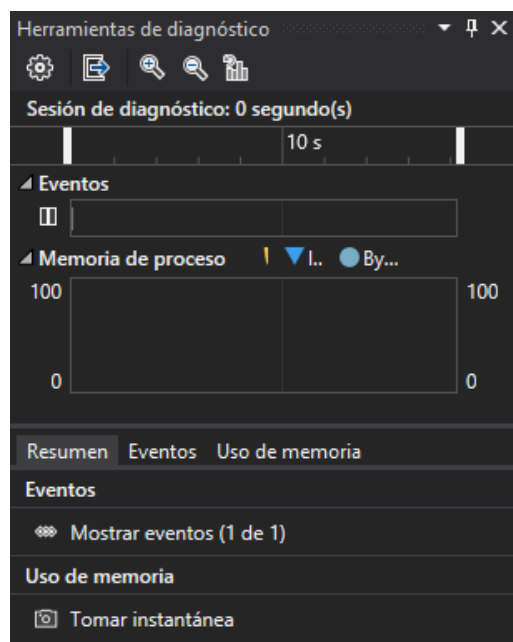 Herramientas de diagnóstico
Sesión de diagnóstico: 0 segundo(s)
10 s
Eventos
Memoria de proceso I.. By...
100 100
0 0
Resumen Eventos Uso de memoria
Eventos
Mostrar eventos (1 de 1)
Uso de memoria
Tomar instantánea